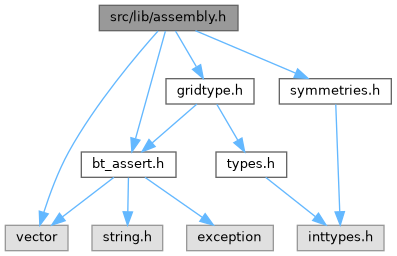 src/lib/assembly.h
gridtype.h
symmetries.h
bt_assert.h
types.h
vector
string.h
exception
inttypes.h